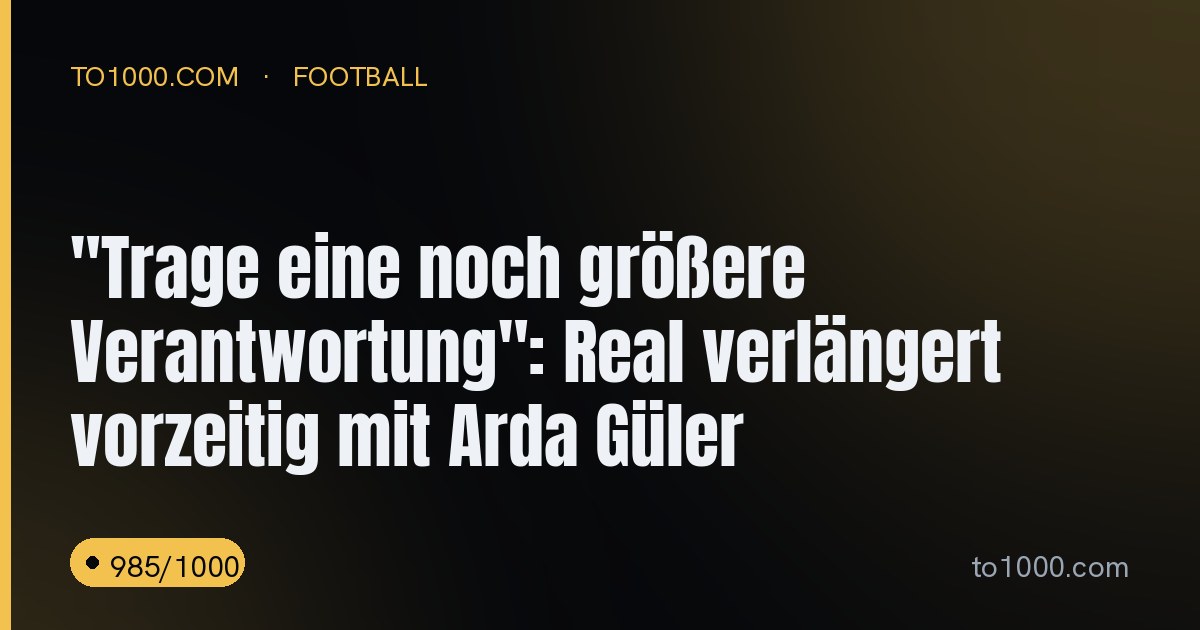 TO1000.COM · FOOTBALL
"Trage eine noch größere
Verantwortung": Real verlängert
vorzeitig mit Arda Güler
985/1000
to1000.com